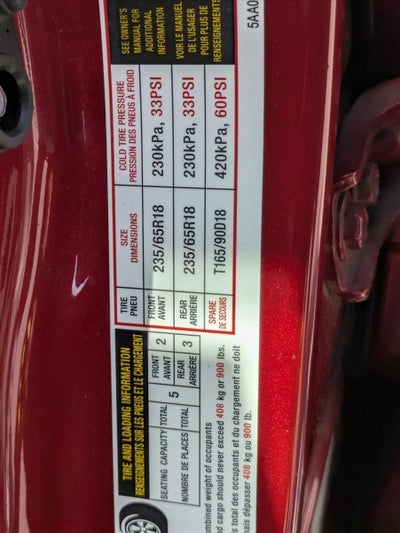 TIRE AND LOADING INFORMATION
RENSEIGNEMENTS SUR LES PNEUS ET LE CHARGEMENT
SEATING CAPACITY TOTAL 5 FRONT AVANT 2 REAR ARRIÈRE 3
NOMBRE DE PLACES TOTAL
combined weight of occupants
and cargo should never exceed 408 kg or 900 lbs.
total des occupants et du chargement ne doit
jamais dépasser 408 kg ou 900 lb.
TIRE PNEU
SIZE DIMENSIONS
COLD TIRE PRESSURE
PRESSION DES PNEUS À FROID
FRONT AVANT 235/65R18 230kPa, 33PSI
REAR ARRIÈRE 235/65R18 230kPa, 33PSI
SPARE DE SECOURS T165/90D18 420kPa, 60PSI
SEE OWNER'S
MANUAL FOR
ADDITIONAL
INFORMATION
VOIR LE MANUEL
DE L'USAGER
POUR PLUS DE
RENSEIGNEMENTS
5AA0